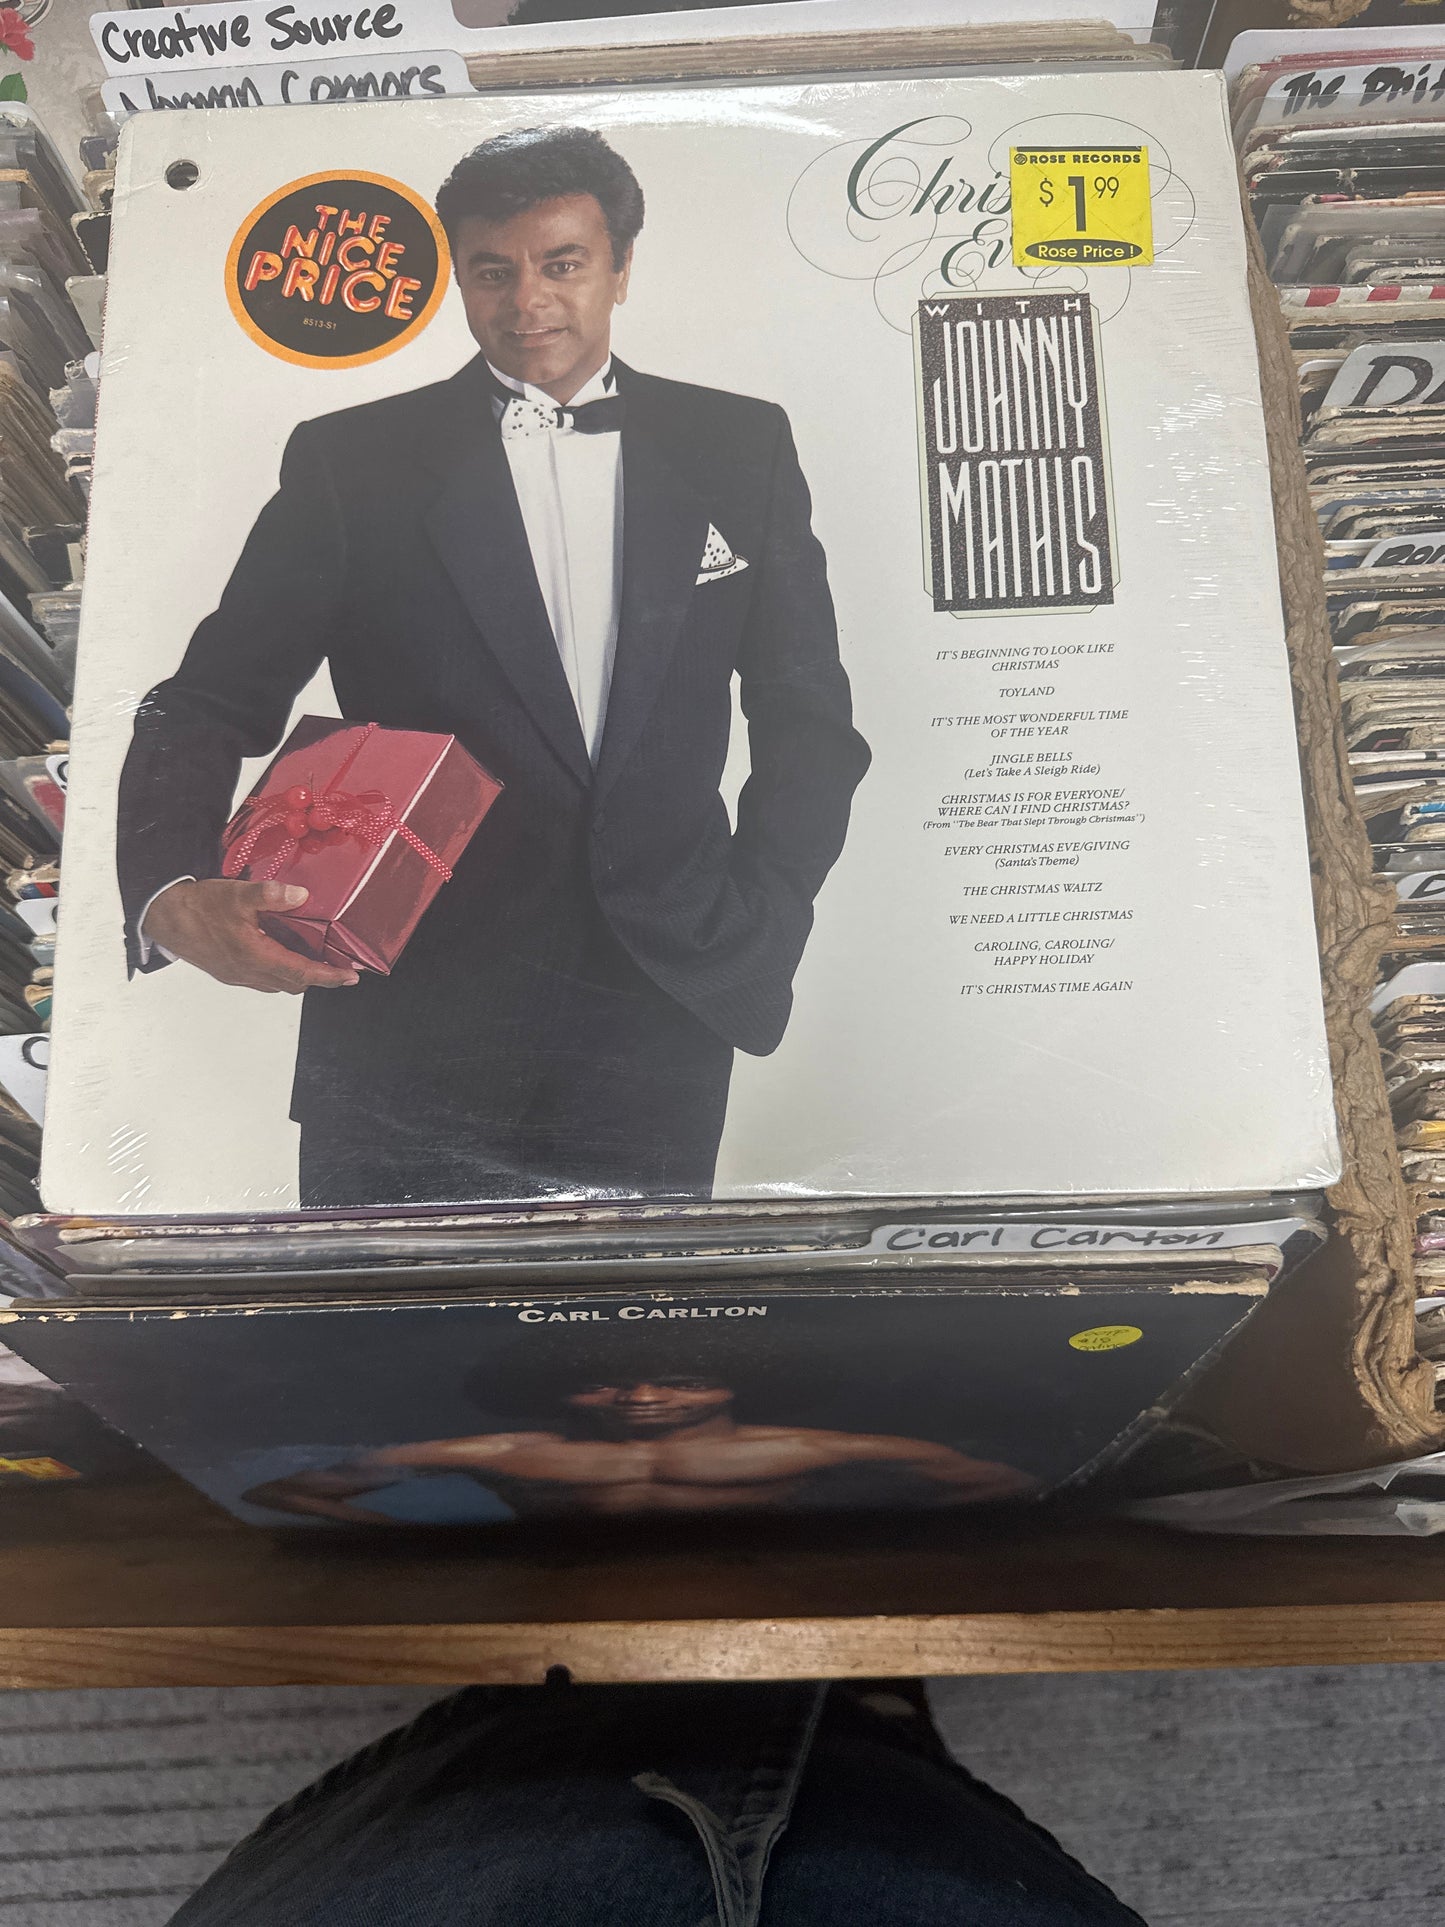 Creative Source
Norman Connors
The
THE
NICE
PRICE
8513-S1
ROSE RECORDS
$1.99
Rose Price!
WITH
JOHNNY
MATHIS
IT'S BEGINNING TO LOOK LIKE
CHRISTMAS
TOYLAND
IT'S THE MOST WONDERFUL TIME
OF THE YEAR
JINGLE BELLS
(Let's Take A Sleigh Ride)
CHRISTMAS IS FOR EVERYONE/
WHERE CAN I FIND CHRISTMAS?
(From "The Bear That Slept Through Christmas")
EVERY CHRISTMAS EVE/GIVING
(Santa's Theme)
THE CHRISTMAS WALTZ
WE NEED A LITTLE CHRISTMAS
CAROLING, CAROLING/
HAPPY HOLIDAY
IT'S CHRISTMAS TIME AGAIN
Carl Carlton
CARL CARLTON